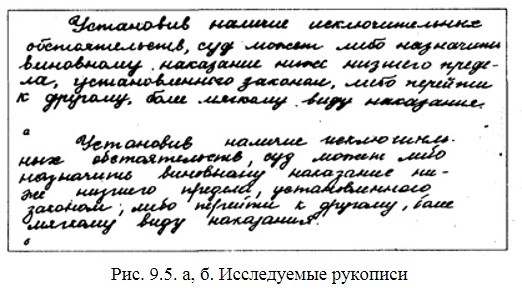 Установив наличие исключительных
обстоятельств, суд может либо назначить
виновному наказание ниже низшего преде-
ла, установленного законом, либо перейти
к другому, более мягкому виду наказание.
а
Установив наличие исключитель-
ных обстоятельств, суд может либо
назначить виновному наказание ни-
же низшего предела, установленного
законом, либо перейти к другому, более
мягкому виду наказания.
б
Рис. 9.5. а, б. Исследуемые рукописи